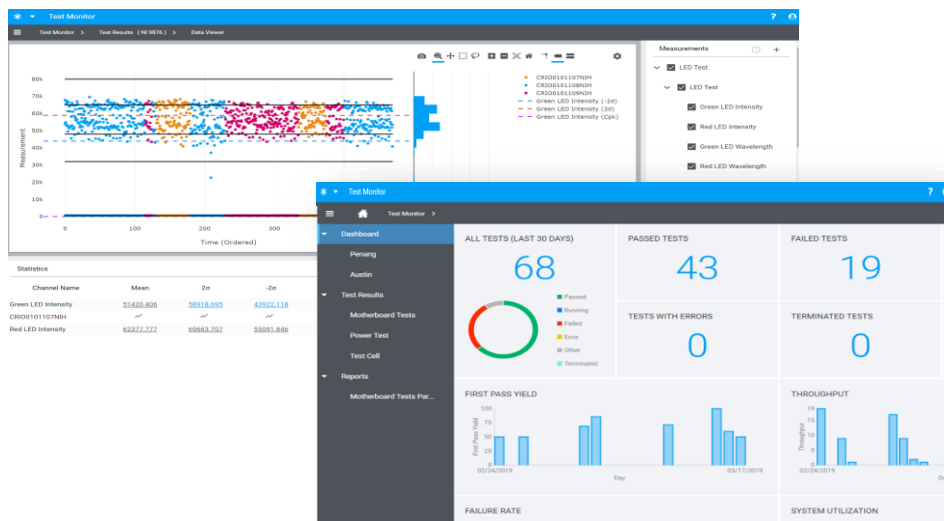 Test Monitor
?
Test Monitor > Test Results ( NI 9876 ) > Data Viewer
80k
70k
60k
50k
40k
30k
20k
10k
0
Measurement
0
100
200
300
Time (Ordered)
CRIO0101107NIH
CRIO0101108NIH
CRIO0101109NIH
Green LED Intensity (-2σ)
Green LED Intensity (2σ)
Green LED Intensity (Cpk)
Measurements
LED Test
LED Test
Green LED Intensity
Red LED Intensity
Green LED Wavelength
Red LED Wavelength
Statistics
Channel Name Mean 2σ -2σ
Green LED Intensity 51420.406 58918.695 43922.118
CRIO0101107NIH
Red LED Intensity 62377.777 69663.707 55091.846
Test Monitor
?
Test Monitor >
Dashboard
Penang
Austin
Test Results
Motherboard Tests
Power Test
Test Cell
Reports
Motherboard Tests Par...
ALL TESTS (LAST 30 DAYS)
68
Passed
Running
Failed
Error
Other
Terminated
PASSED TESTS
43
FAILED TESTS
19
TESTS WITH ERRORS
0
TERMINATED TESTS
0
FIRST PASS YIELD
100
75
50
25
0
First Pass Yield
02/24/2019
03/17/2019
Day
THROUGHPUT
19
15
10
5
0
Throughput
02/24/2019
FAILURE RATE
SYSTEM UTILIZATION